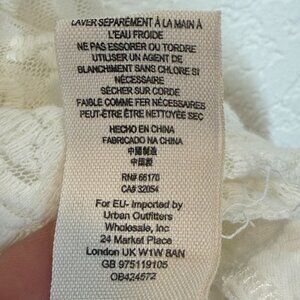 LAVER SEPARÉMENT À LA MAIN À
L'EAU FROIDE
NE PAS ESSORER OU TORDRE
UTILISER UN AGENT DE
BLANCHIMENT SANS CHLORE SI
NÉCESSAIRE
SÉCHER SUR CORDE
FAIBLE COMME FER NÉCESSAIRES
PEUT-ÊTRE ÊTRE NETTOYÉE SEC
HECHO EN CHINA
FABRICADO NA CHINA
中國製造
中国製
RN# 66170
CA# 32054
For EU- Imported by
Urban Outfitters
Wholesale, Inc
24 Market Place
London UK W1W 8AN
GB 975119105
OB424572